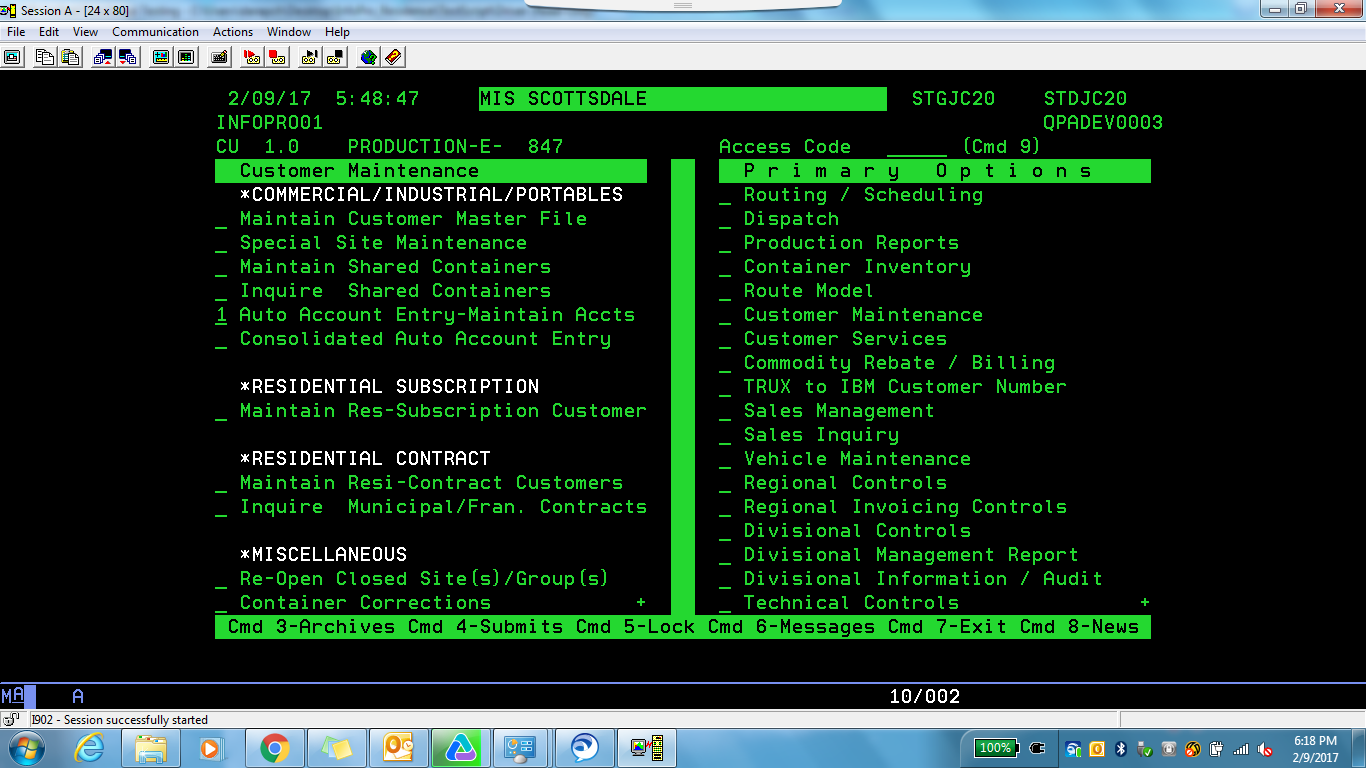 Session A - [24 x 80]
File Edit View Communication Actions Window Help
2/09/17 5:48:47 MIS SCOTTSDALE STGJC20 STDJC20
INFOPRO01 QPADEV0003
CU 1.0 PRODUCTION-E- 847 Access Code ______ (Cmd 9)
Customer Maintenance P r i m a r y O p t i o n s
*COMMERCIAL/INDUSTRIAL/PORTABLES _ Routing / Scheduling
_ Maintain Customer Master File _ Dispatch
_ Special Site Maintenance _ Production Reports
_ Maintain Shared Containers _ Container Inventory
_ Inquire Shared Containers _ Route Model
1 Auto Account Entry-Maintain Accts _ Customer Maintenance
_ Consolidated Auto Account Entry _ Customer Services
_ Commodity Rebate / Billing
*RESIDENTIAL SUBSCRIPTION _ TRUX to IBM Customer Number
_ Maintain Res-Subscription Customer _ Sales Management
_ Sales Inquiry
*RESIDENTIAL CONTRACT _ Vehicle Maintenance
_ Maintain Resi-Contract Customers _ Regional Controls
_ Inquire Municipal/Fran. Contracts _ Regional Invoicing Controls
_ Divisional Controls
*MISCELLANEOUS _ Divisional Management Report
_ Re-Open Closed Site(s)/Group(s) _ Divisional Information / Audit
_ Container Corrections + _ Technical Controls +
Cmd 3-Archives Cmd 4-Submits Cmd 5-Lock Cmd 6-Messages Cmd 7-Exit Cmd 8-News
MA A 10/002
I902 - Session successfully started
100% 6:18 PM
2/9/2017